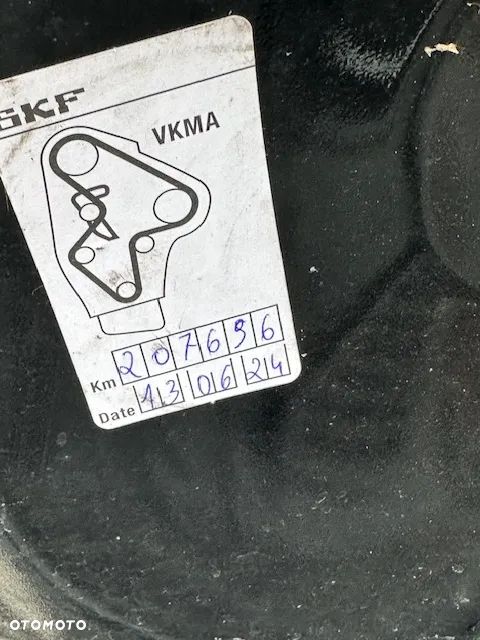 SKF
VKMA
Km 207696
Date 13 06 24
OTOMOTO